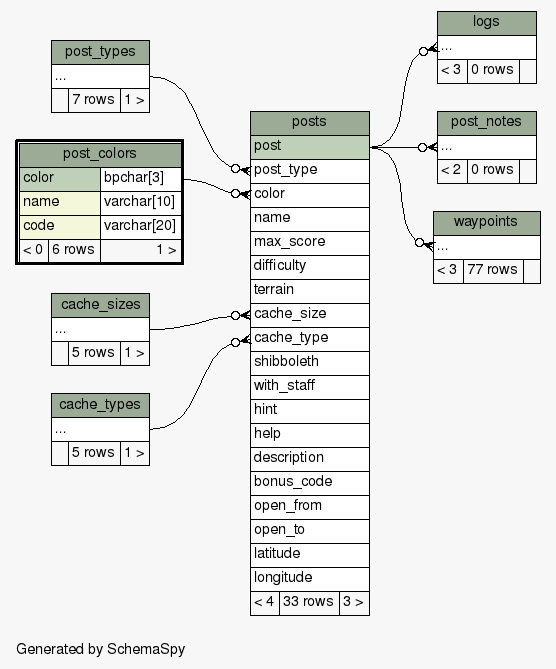 post_types
...
7 rows 1 >
post_colors
color bpchar[3]
name varchar[10]
code varchar[20]
< 0 6 rows 1 >
cache_sizes
...
5 rows 1 >
cache_types
...
5 rows 1 >
posts
post
post_type
color
name
max_score
difficulty
terrain
cache_size
cache_type
shibboleth
with_staff
hint
help
description
bonus_code
open_from
open_to
latitude
longitude
< 4 33 rows 3 >
logs
...
< 3 0 rows
post_notes
...
< 2 0 rows
waypoints
...
< 3 77 rows
Generated by SchemaSpy